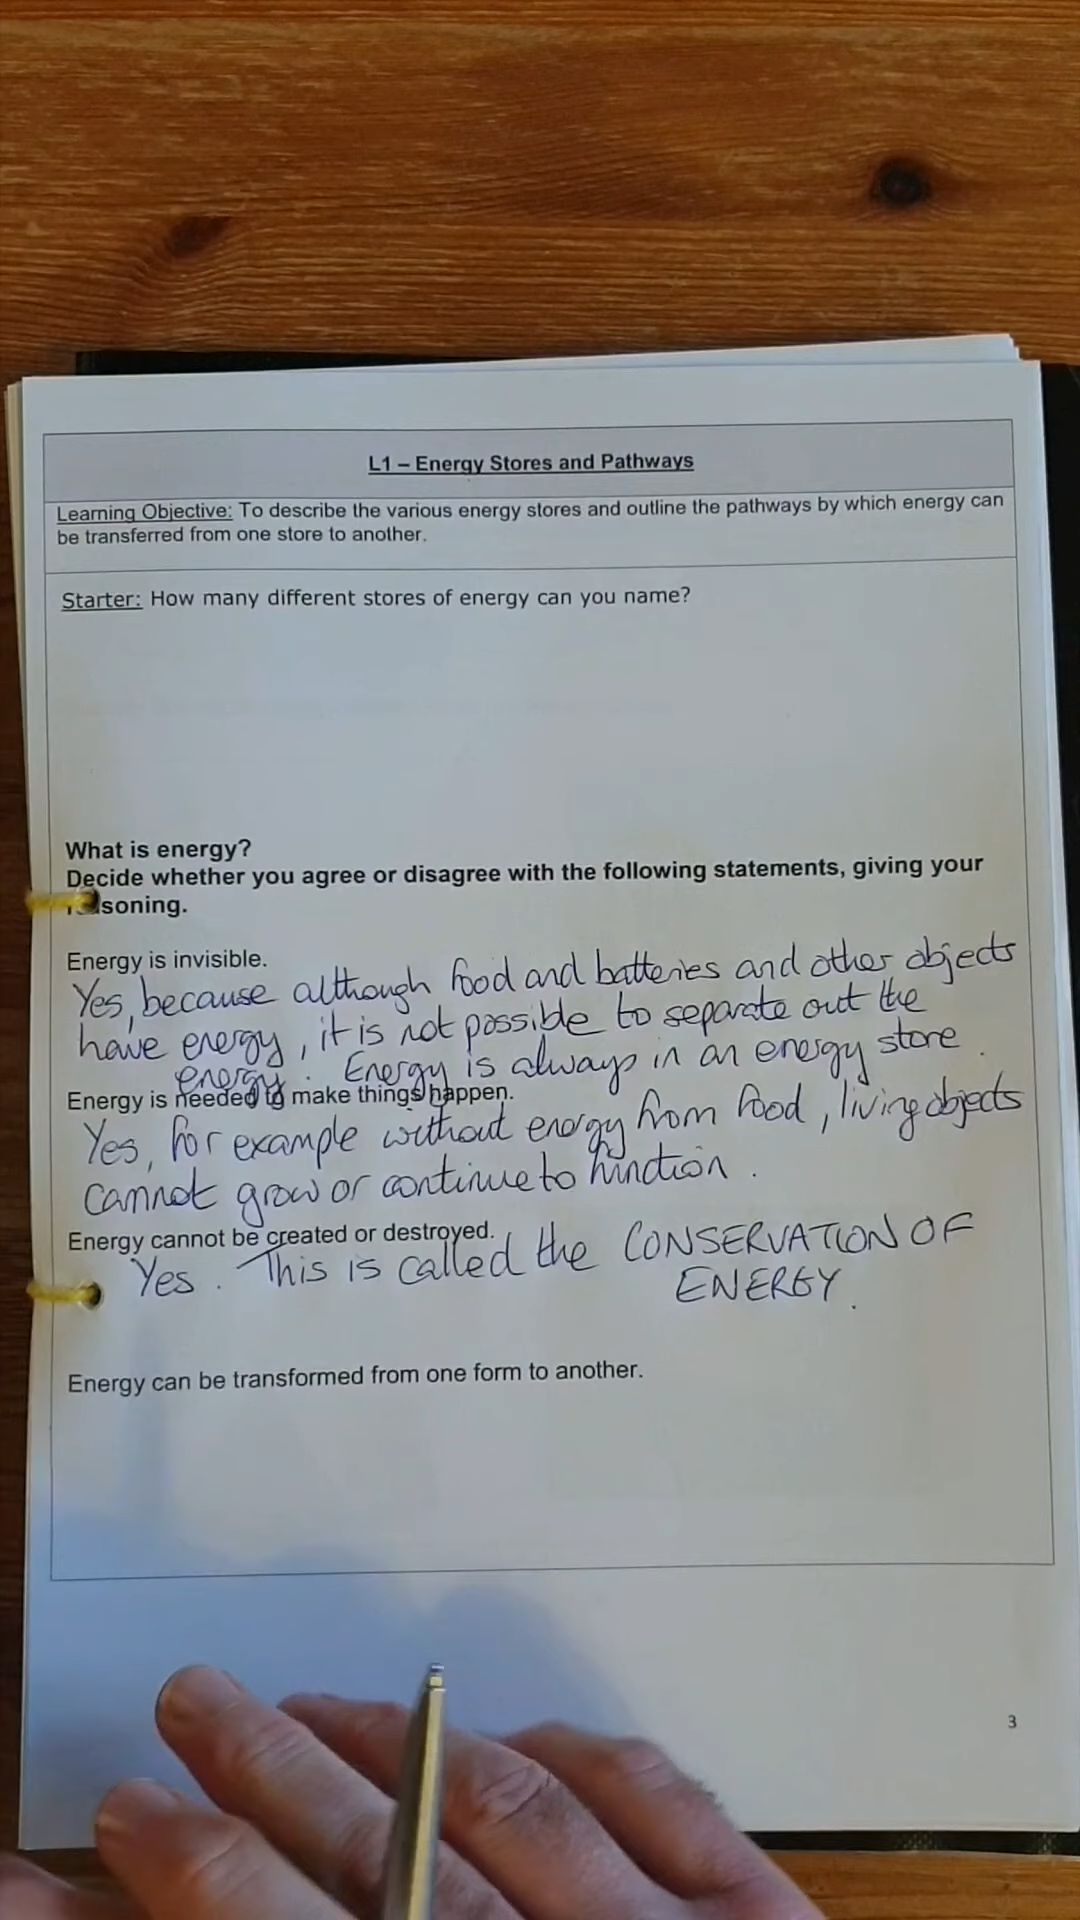 L1 – Energy Stores and Pathways
Learning Objective: To describe the various energy stores and outline the pathways by which energy can
be transferred from one store to another.
Starter: How many different stores of energy can you name?
What is energy?
Decide whether you agree or disagree with the following statements, giving your
reasoning.
Energy is invisible.
Yes, because although food and batteries and other objects
have energy, it is not possible to separate out the
energy. Energy is always in an energy store.
Energy is needed to make things happen.
Yes, for example without energy from food, living objects
cannot grow or continue to function.
Energy cannot be created or destroyed.
Yes. This is called the CONSERVATION OF
ENERGY.
Energy can be transformed from one form to another.
3